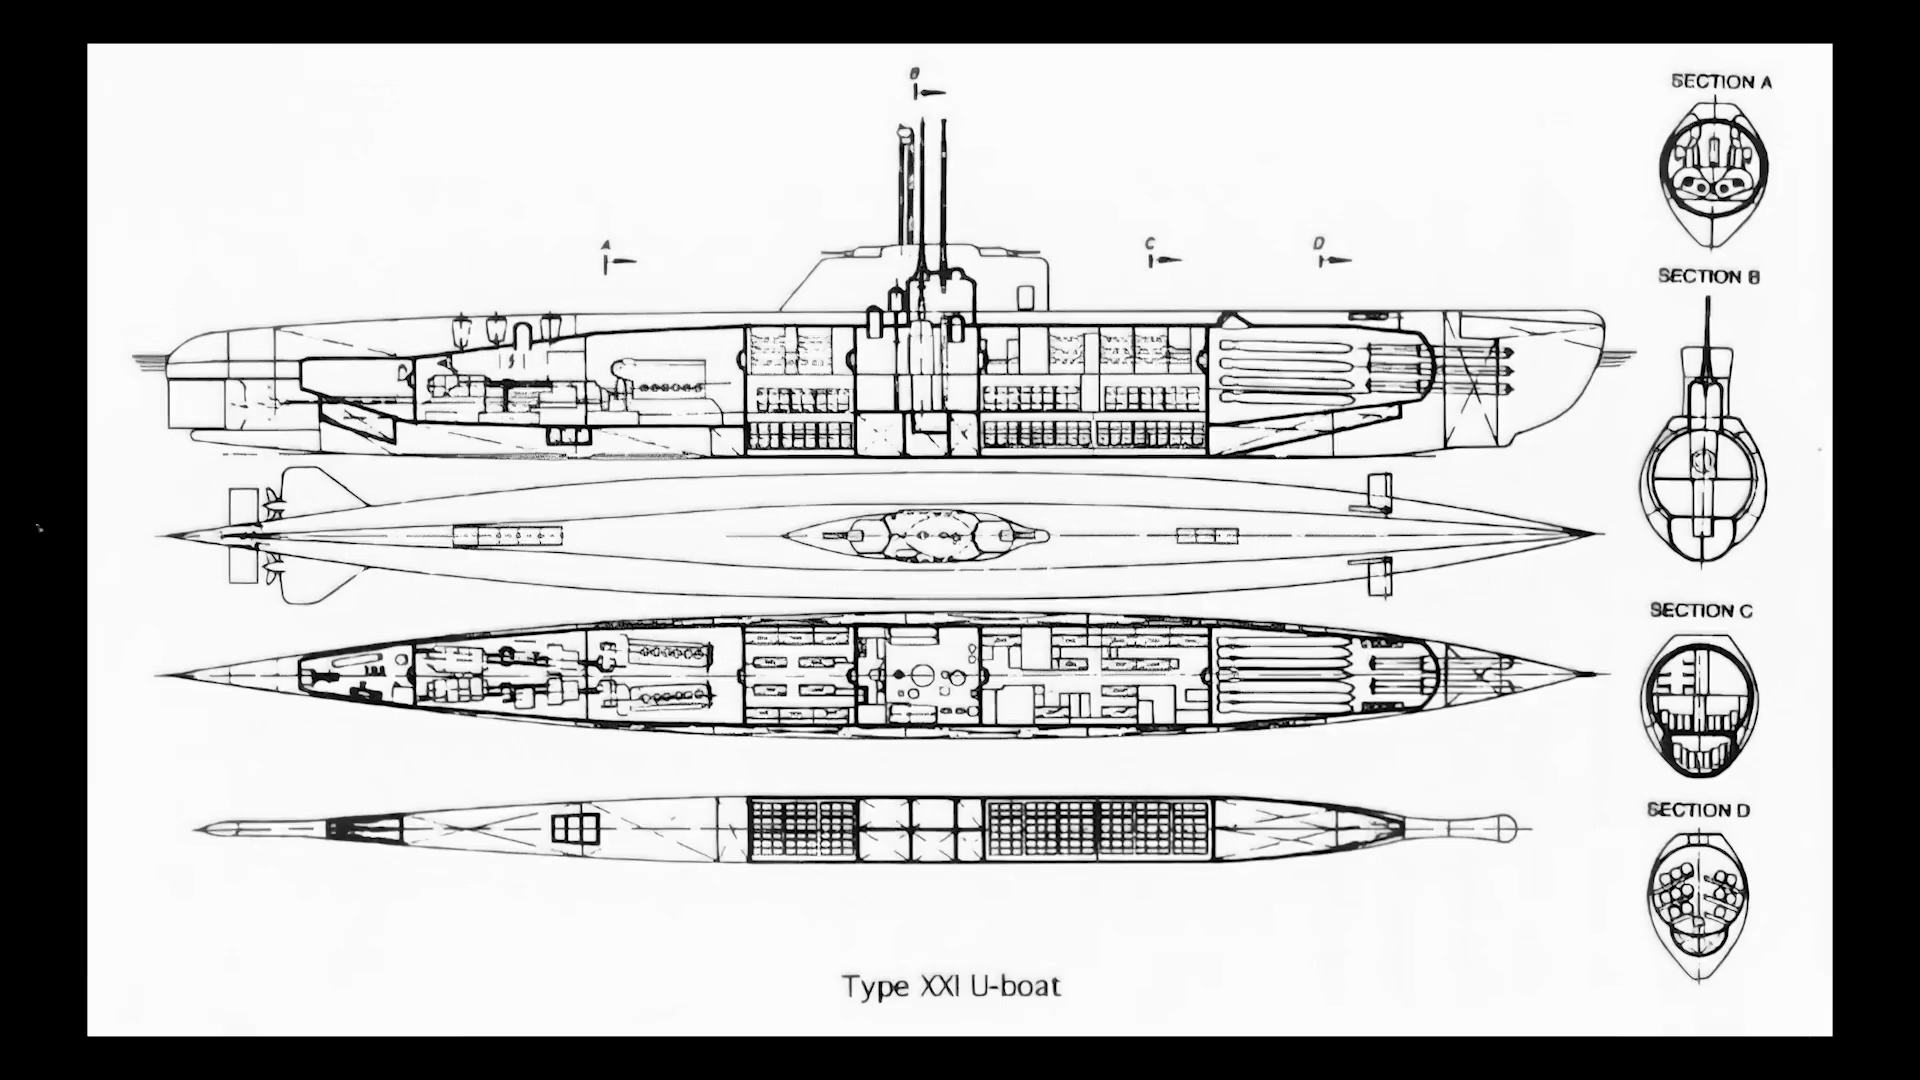 B
SECTION A
A
C
D
SECTION B
SECTION C
SECTION D
Type XXI U-boat